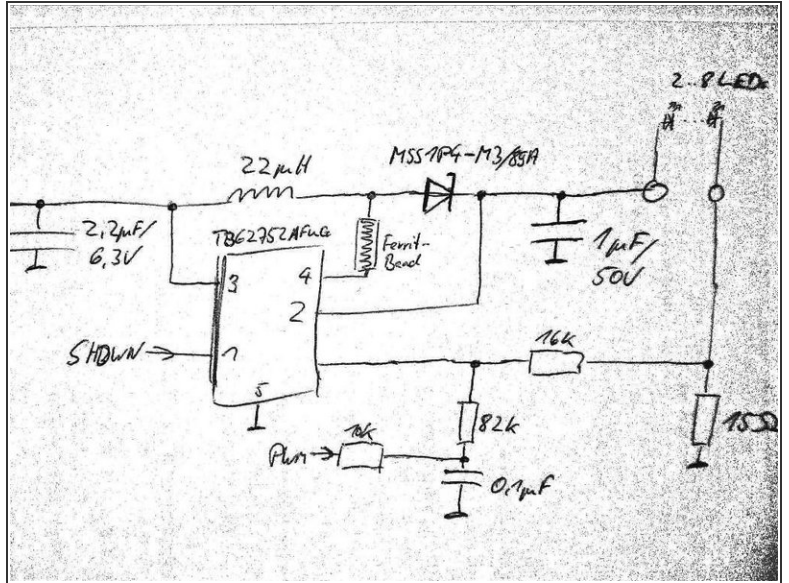 2..8 LEDs
22µH
MSS1P4-M3/89A
2,2µF/
6,3V
TB62752AFUG
Ferrit-
Bead
1µF/
50V
3
4
2
SHDWN
1
5
16k
82k
10k
PWM
0,1µF
15Ω